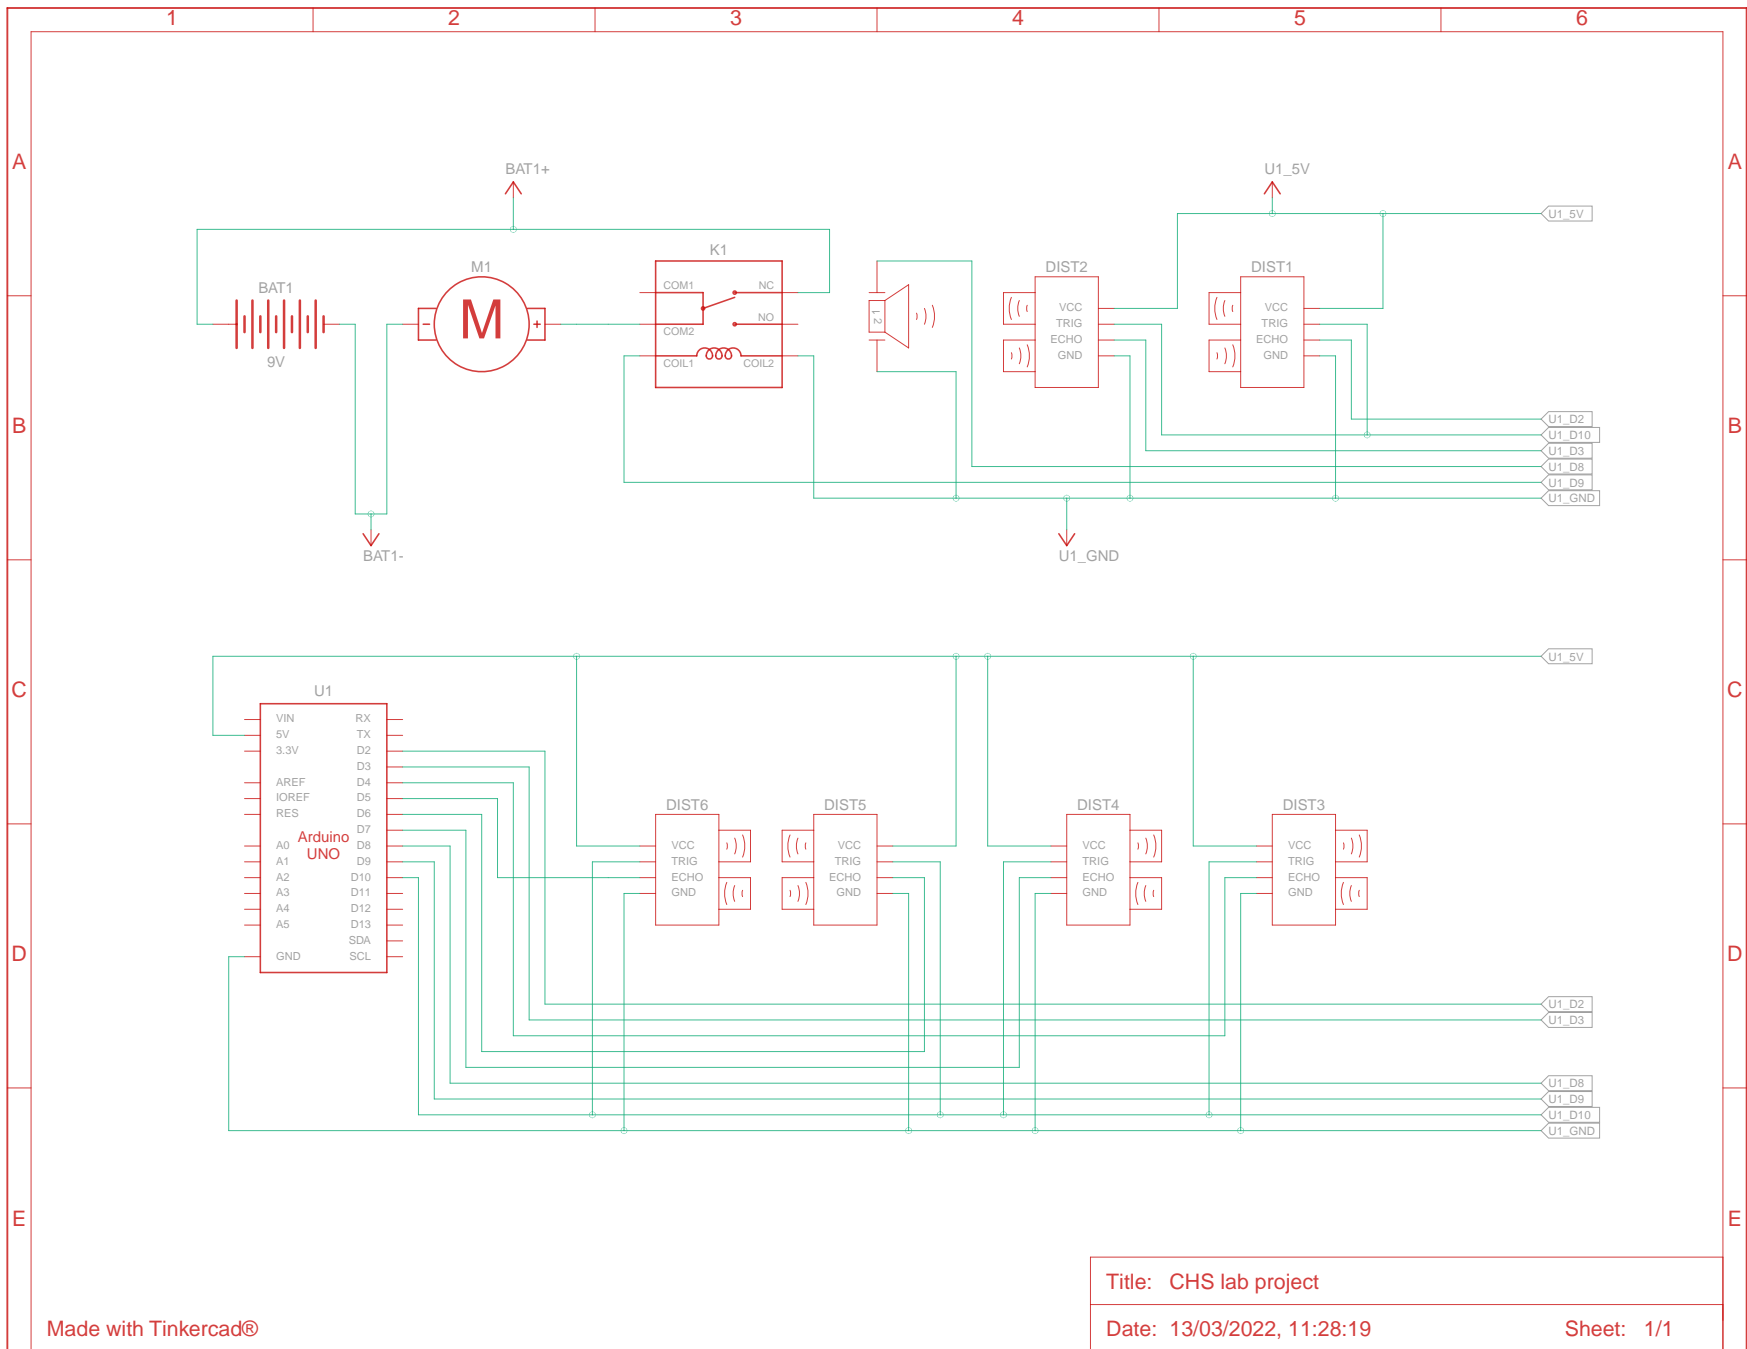 1 2 3 4 5 6
A A
BAT1+ U1_5V
U1_5V
K1
M1 DIST2 DIST1
BAT1 COM1 NC
VCC VCC
M - + NO 1 2 TRIG TRIG
COM2 ECHO ECHO
9V COIL1 COIL2 GND GND
B B
U1_D2
U1_D10
U1_D3
U1_D8
U1_D9
U1_GND
BAT1- U1_GND
U1_5V
C C
U1
VIN RX
5V TX
3.3V D2
D3
AREF D4
IOREF D5
RES D6
D7
Arduino
UNO
A0 D8
A1 D9
A2 D10
A3 D11
A4 D12
A5 D13
SDA
GND SCL
DIST6 DIST5 DIST4 DIST3
VCC VCC VCC VCC
TRIG TRIG TRIG TRIG
ECHO ECHO ECHO ECHO
GND GND GND GND
D D
U1_D2
U1_D3
U1_D8
U1_D9
U1_D10
U1_GND
E E
Title: CHS lab project
Made with Tinkercad®
Date: 13/03/2022, 11:28:19 Sheet: 1/1